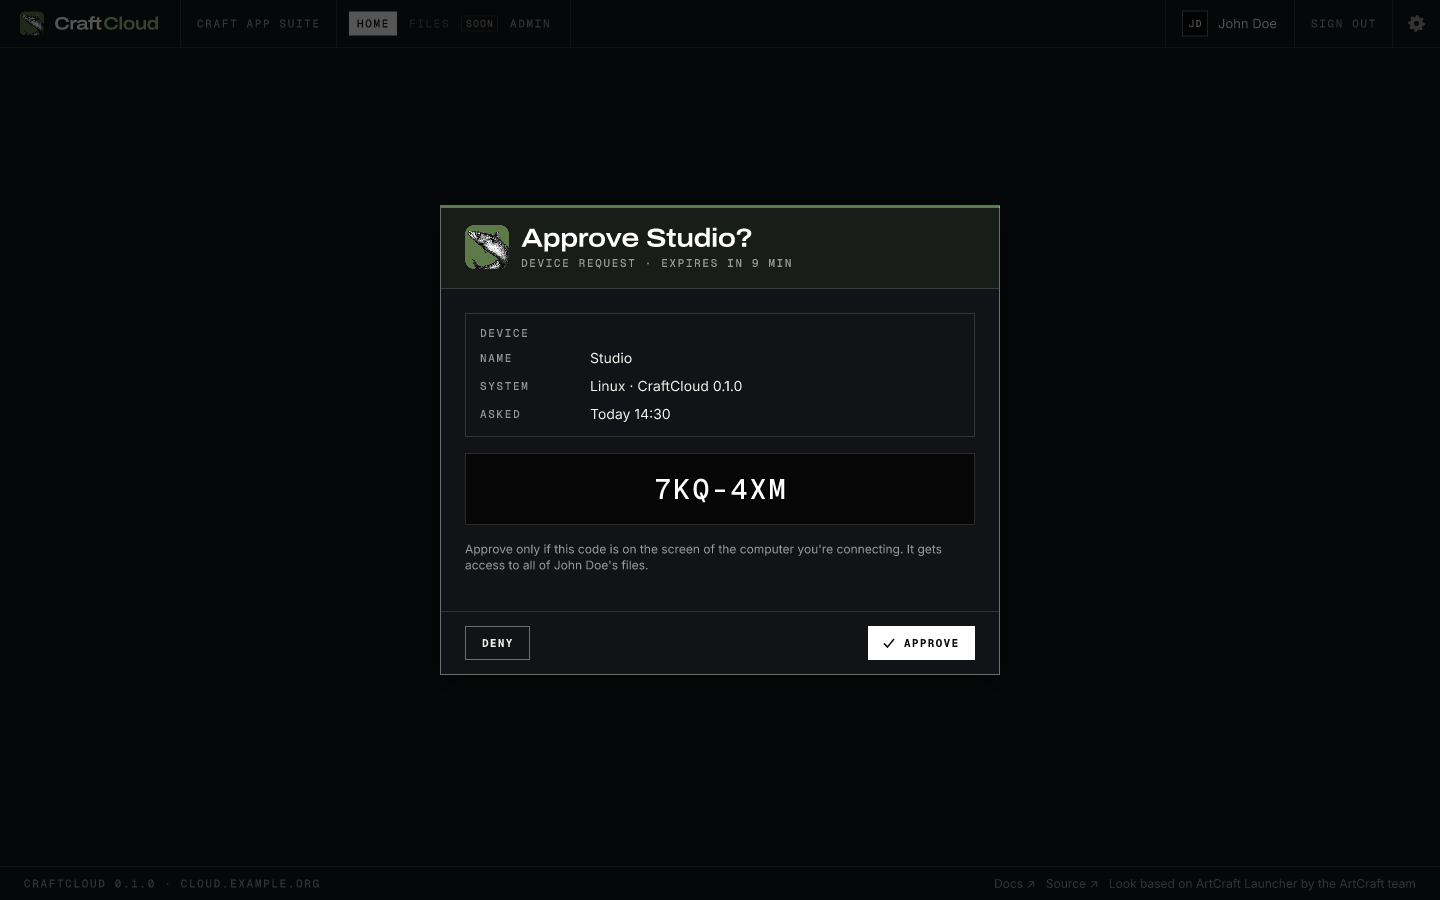 CraftCloud CRAFT APP SUITE HOME FILES SOON ADMIN JD John Doe SIGN OUT
Approve Studio?
DEVICE REQUEST · EXPIRES IN 9 MIN
DEVICE
NAME Studio
SYSTEM Linux · CraftCloud 0.1.0
ASKED Today 14:30
7KQ-4XM
Approve only if this code is on the screen of the computer you're connecting. It gets
access to all of John Doe's files.
DENY ✓ APPROVE
CRAFTCLOUD 0.1.0 · CLOUD.EXAMPLE.ORG Docs ↗ Source ↗ Look based on ArtCraft Launcher by the ArtCraft team